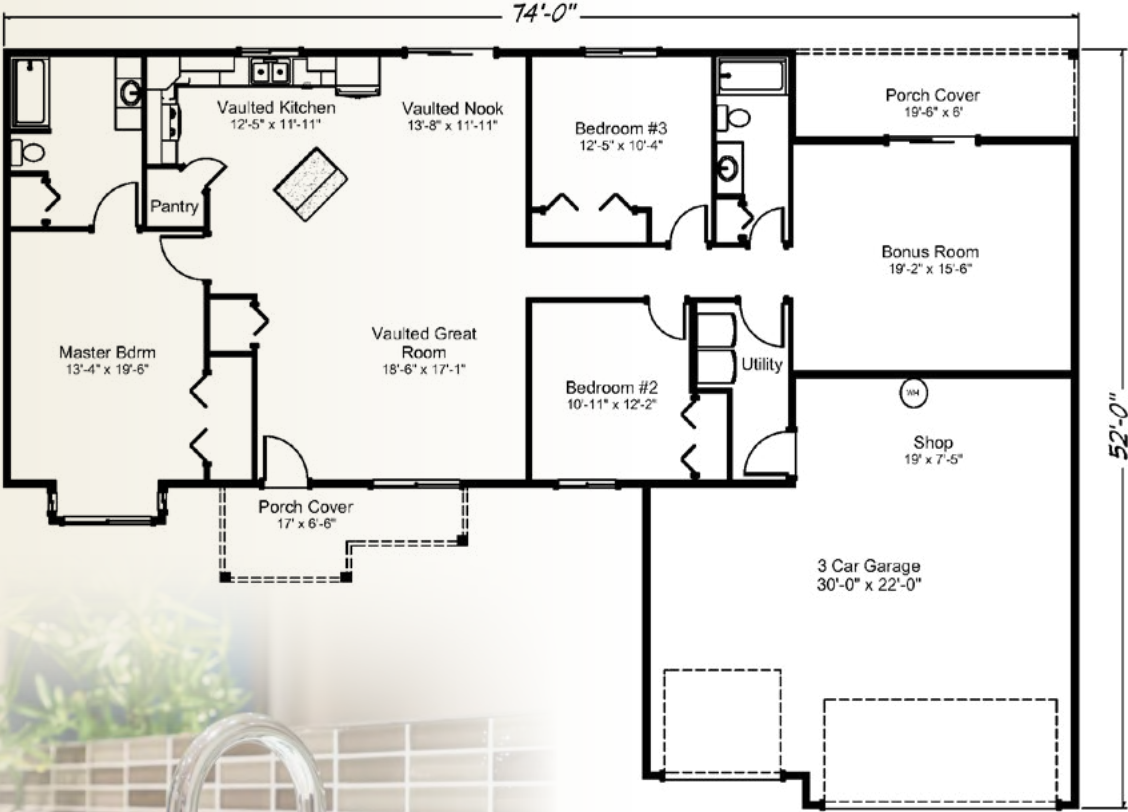 74'-0"
Vaulted Kitchen
12'-5" x 11'-11"
Vaulted Nook
13'-8" x 11'-11"
Bedroom #3
12'-5" x 10'-4"
Porch Cover
19'-6" x 6'
Pantry
Bonus Room
19'-2" x 15'-6"
Master Bdrm
13'-4" x 19'-6"
Vaulted Great
Room
18'-6" x 17'-1"
Bedroom #2
10'-11" x 12'-2"
Utility
WH
Shop
19' x 7'-5"
52'-0"
Porch Cover
17' x 6'-6"
3 Car Garage
30'-0" x 22'-0"